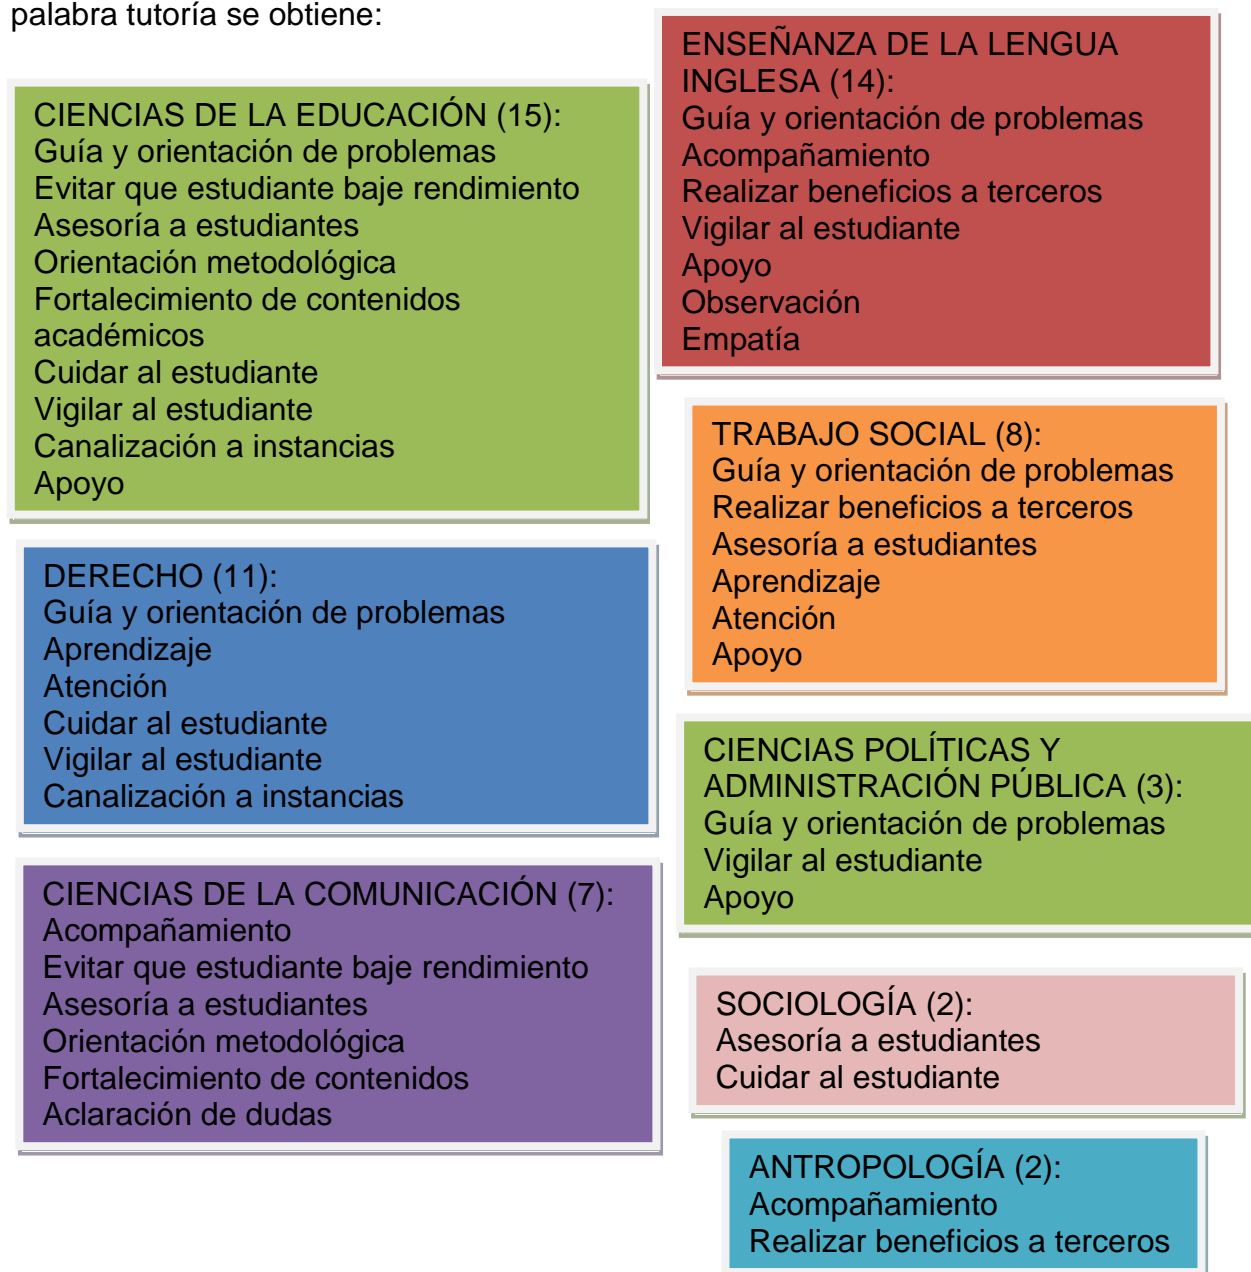 palabra tutoría se obtiene:
CIENCIAS DE LA EDUCACIÓN (15):
Guía y orientación de problemas
Evitar que estudiante baje rendimiento
Asesoría a estudiantes
Orientación metodológica
Fortalecimiento de contenidos
académicos
Cuidar al estudiante
Vigilar al estudiante
Canalización a instancias
Apoyo
DERECHO (11):
Guía y orientación de problemas
Aprendizaje
Atención
Cuidar al estudiante
Vigilar al estudiante
Canalización a instancias
CIENCIAS DE LA COMUNICACIÓN (7):
Acompañamiento
Evitar que estudiante baje rendimiento
Asesoría a estudiantes
Orientación metodológica
Fortalecimiento de contenidos
Aclaración de dudas
ENSEÑANZA DE LA LENGUA
INGLESA (14):
Guía y orientación de problemas
Acompañamiento
Realizar beneficios a terceros
Vigilar al estudiante
Apoyo
Observación
Empatía
TRABAJO SOCIAL (8):
Guía y orientación de problemas
Realizar beneficios a terceros
Asesoría a estudiantes
Aprendizaje
Atención
Apoyo
CIENCIAS POLÍTICAS Y
ADMINISTRACIÓN PÚBLICA (3):
Guía y orientación de problemas
Vigilar al estudiante
Apoyo
SOCIOLOGÍA (2):
Asesoría a estudiantes
Cuidar al estudiante
ANTROPOLOGÍA (2):
Acompañamiento
Realizar beneficios a terceros